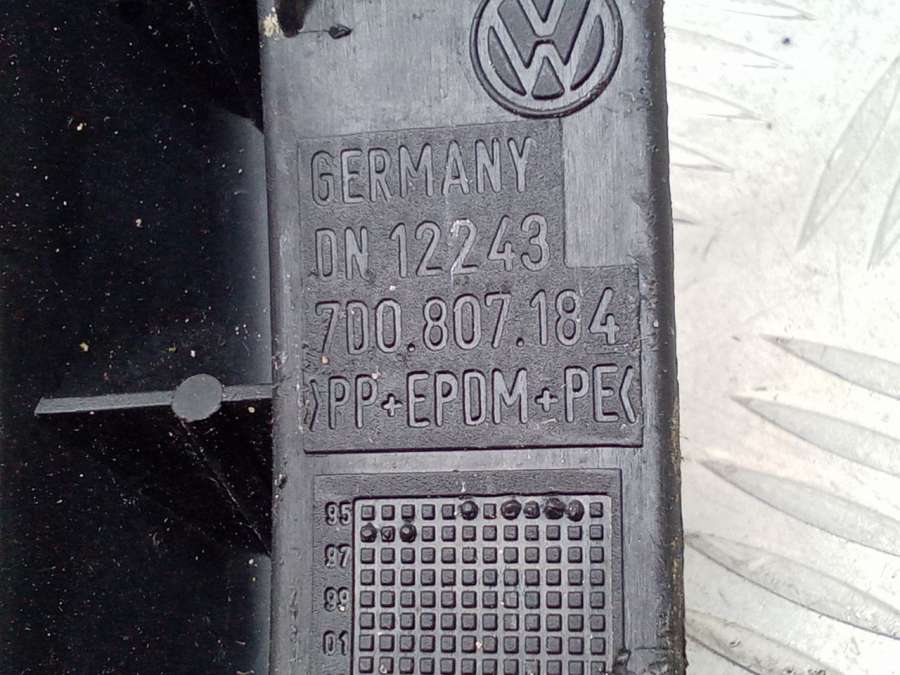 GERMANY
DN 12243
7D0.807.184
>PP+EPDM+PE<
95
97
99
01